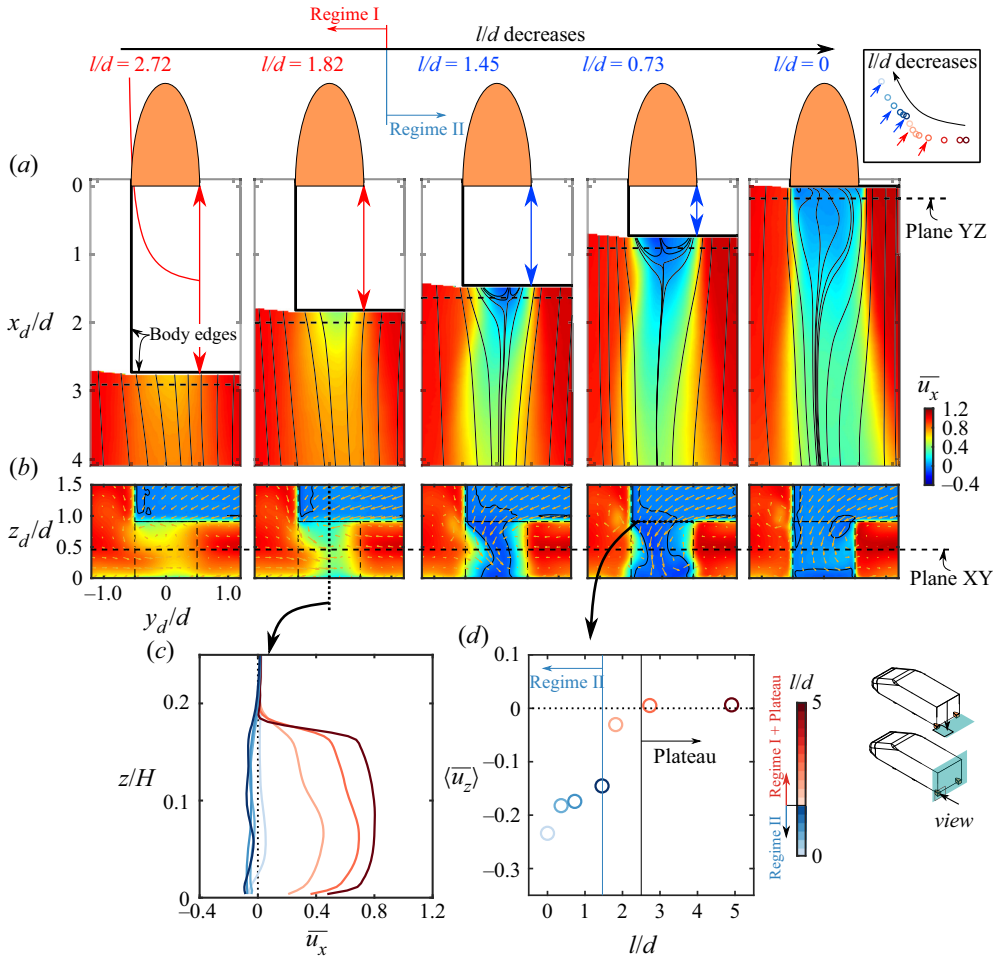 Regime I
l/d decreases
l/d = 2.72
l/d = 1.82
l/d = 1.45
l/d = 0.73
l/d = 0
l/d decreases
Regime II
(a)
0
1
2
3
4
x_d/d
Body edges
Plane YZ
\overline{u_x}
1.2
0.8
0.4
0
–0.4
(b)
1.5
1.0
0.5
0
z_d/d
–1.0
0
1.0
y_d/d
Plane XY
(c)
0.2
0.1
0
z/H
–0.4
0
0.4
0.8
1.2
\overline{u_x}
(d)
0.1
0
–0.1
–0.2
–0.3
⟨\overline{u_z}⟩
Regime II
Plateau
0
1
2
3
4
5
l/d
l/d
5
0
Regime I + Plateau
Regime II
view